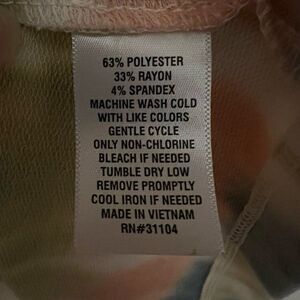 63% POLYESTER
33% RAYON
4% SPANDEX
MACHINE WASH COLD
WITH LIKE COLORS
GENTLE CYCLE
ONLY NON-CHLORINE
BLEACH IF NEEDED
TUMBLE DRY LOW
REMOVE PROMPTLY
COOL IRON IF NEEDED
MADE IN VIETNAM
RN#31104